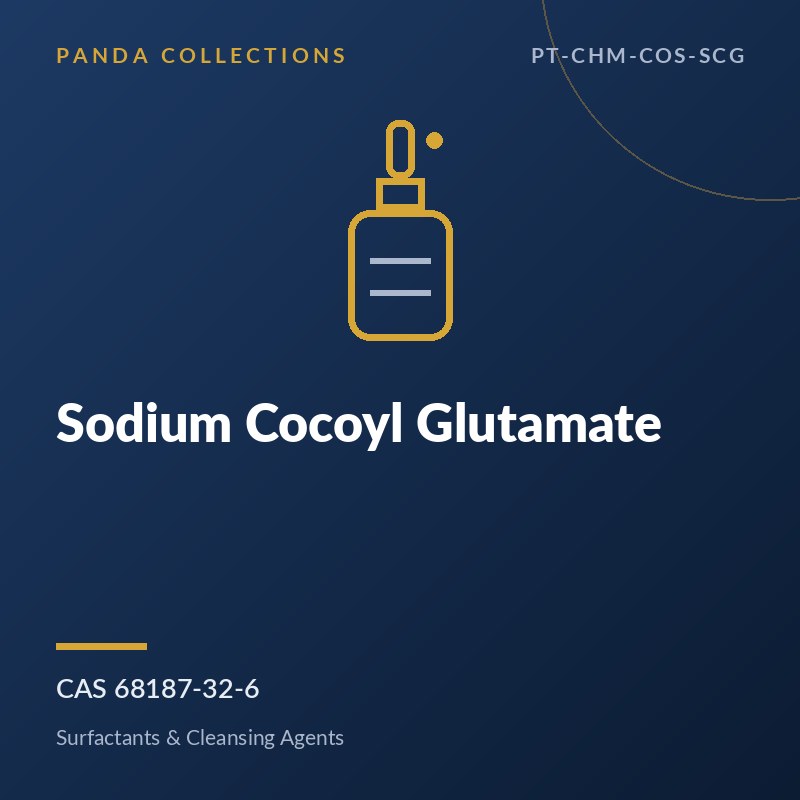 PANDA COLLECTIONS
PT-CHM-COS-SCG
Sodium Cocoyl Glutamate
CAS 68187-32-6
Surfactants & Cleansing Agents